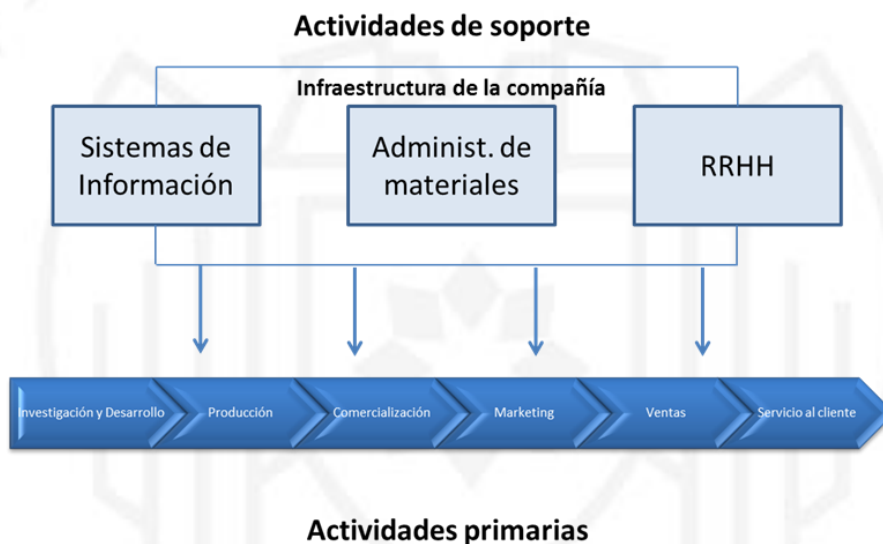 Actividades de soporte
Infraestructura de la compañía
Sistemas de
Información
Administ. de
materiales
RRHH
Investigación y Desarrollo
Producción
Comercialización
Marketing
Ventas
Servicio al cliente
Actividades primarias